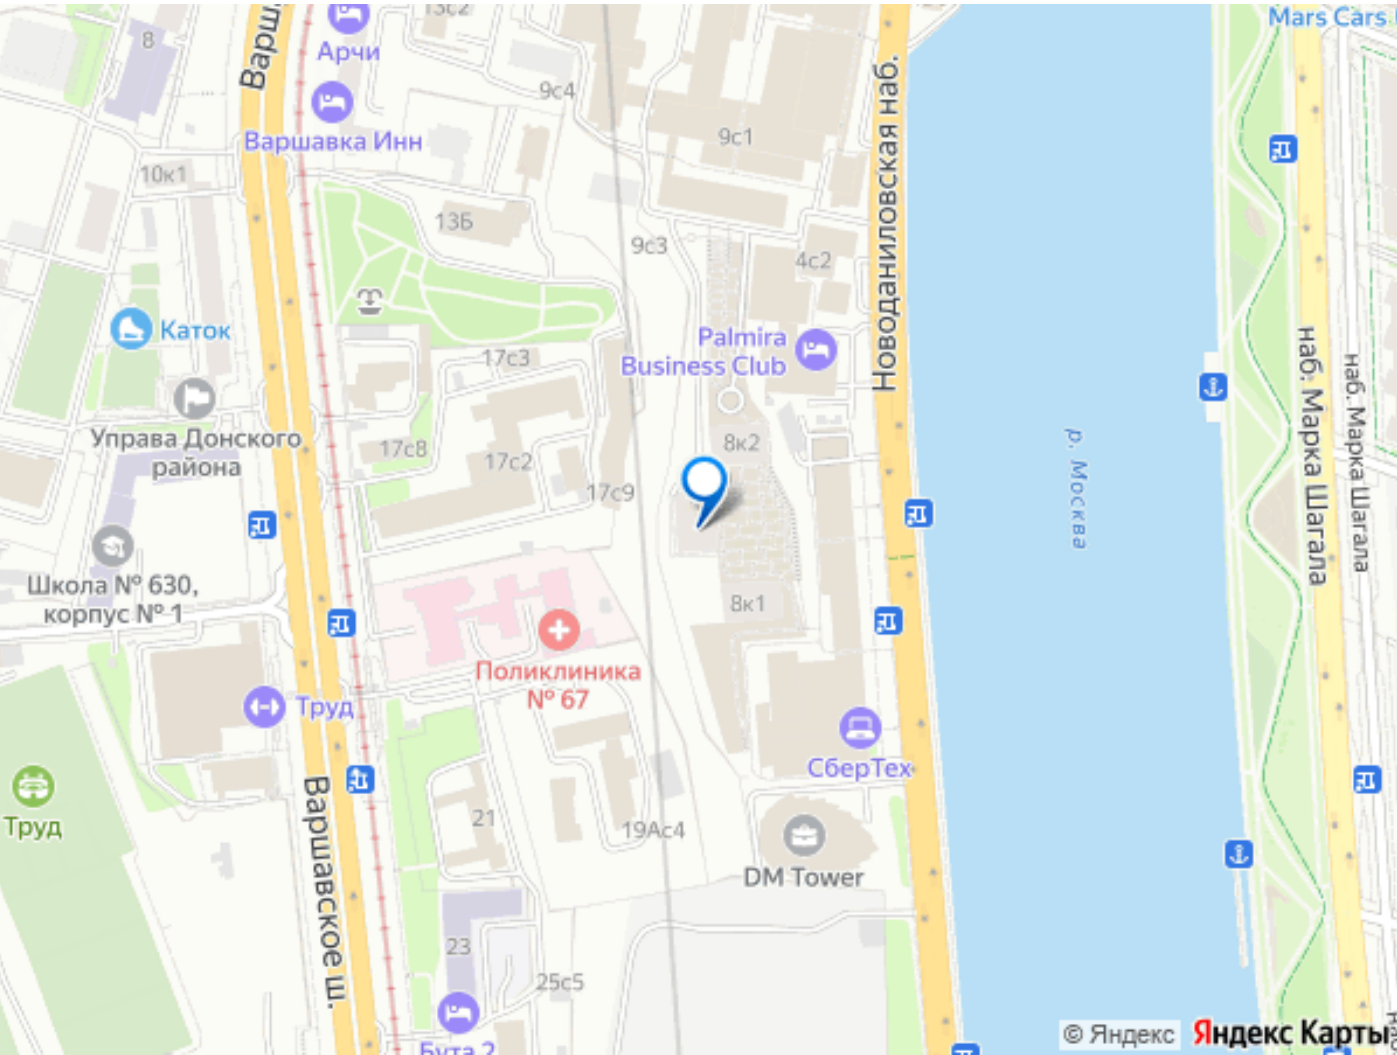 13с2
Mars Cars
8
Варш
Арчи
9с4
Варшавка Инн
9с1
10к1
13Б
9с3
4с2
Новоданиловская наб.
Каток
Palmira
Business Club
17с3
наб. Марка Шагала
наб. Марка Шагала
Управа Донского
района
17с8
17с2
8к2
17с9
р. Москва
Школа № 630,
корпус № 1
8к1
Поликлиника
№ 67
Труд
СберТех
Труд
Варшавское ш.
21
19Ас4
DM Tower
23
25с5
Бута 2
© Яндекс
Яндекс Карты